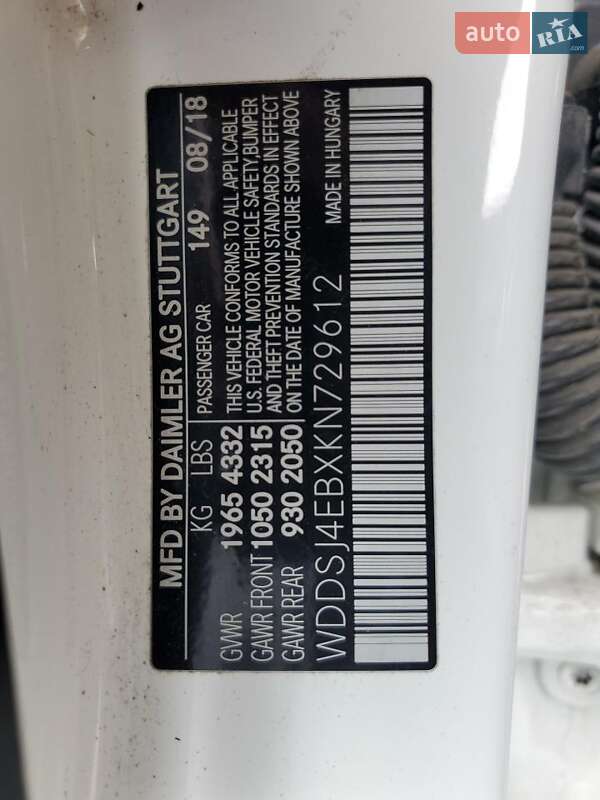 auto RIA.com
MFD BY DAIMLER AG STUTTGART
KG LBS PASSENGER CAR 149 08/18
GVWR 1965 4332 THIS VEHICLE CONFORMS TO ALL APPLICABLE
GAWR FRONT 1050 2315 U.S. FEDERAL MOTOR VEHICLE SAFETY,BUMPER
AND THEFT PREVENTION STANDARDS IN EFFECT
GAWR REAR 930 2050 ON THE DATE OF MANUFACTURE SHOWN ABOVE
WDDSJ4EBXKN729612 MADE IN HUNGARY